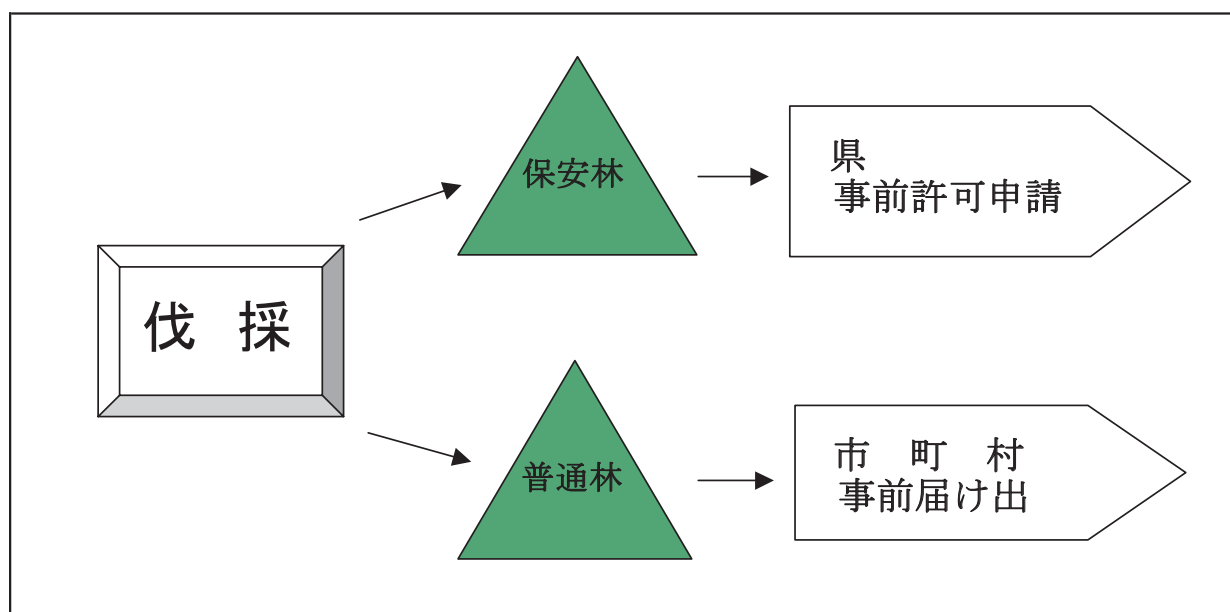 伐 採
保安林
県
事前許可申請
普通林
市 町 村
事前届け出